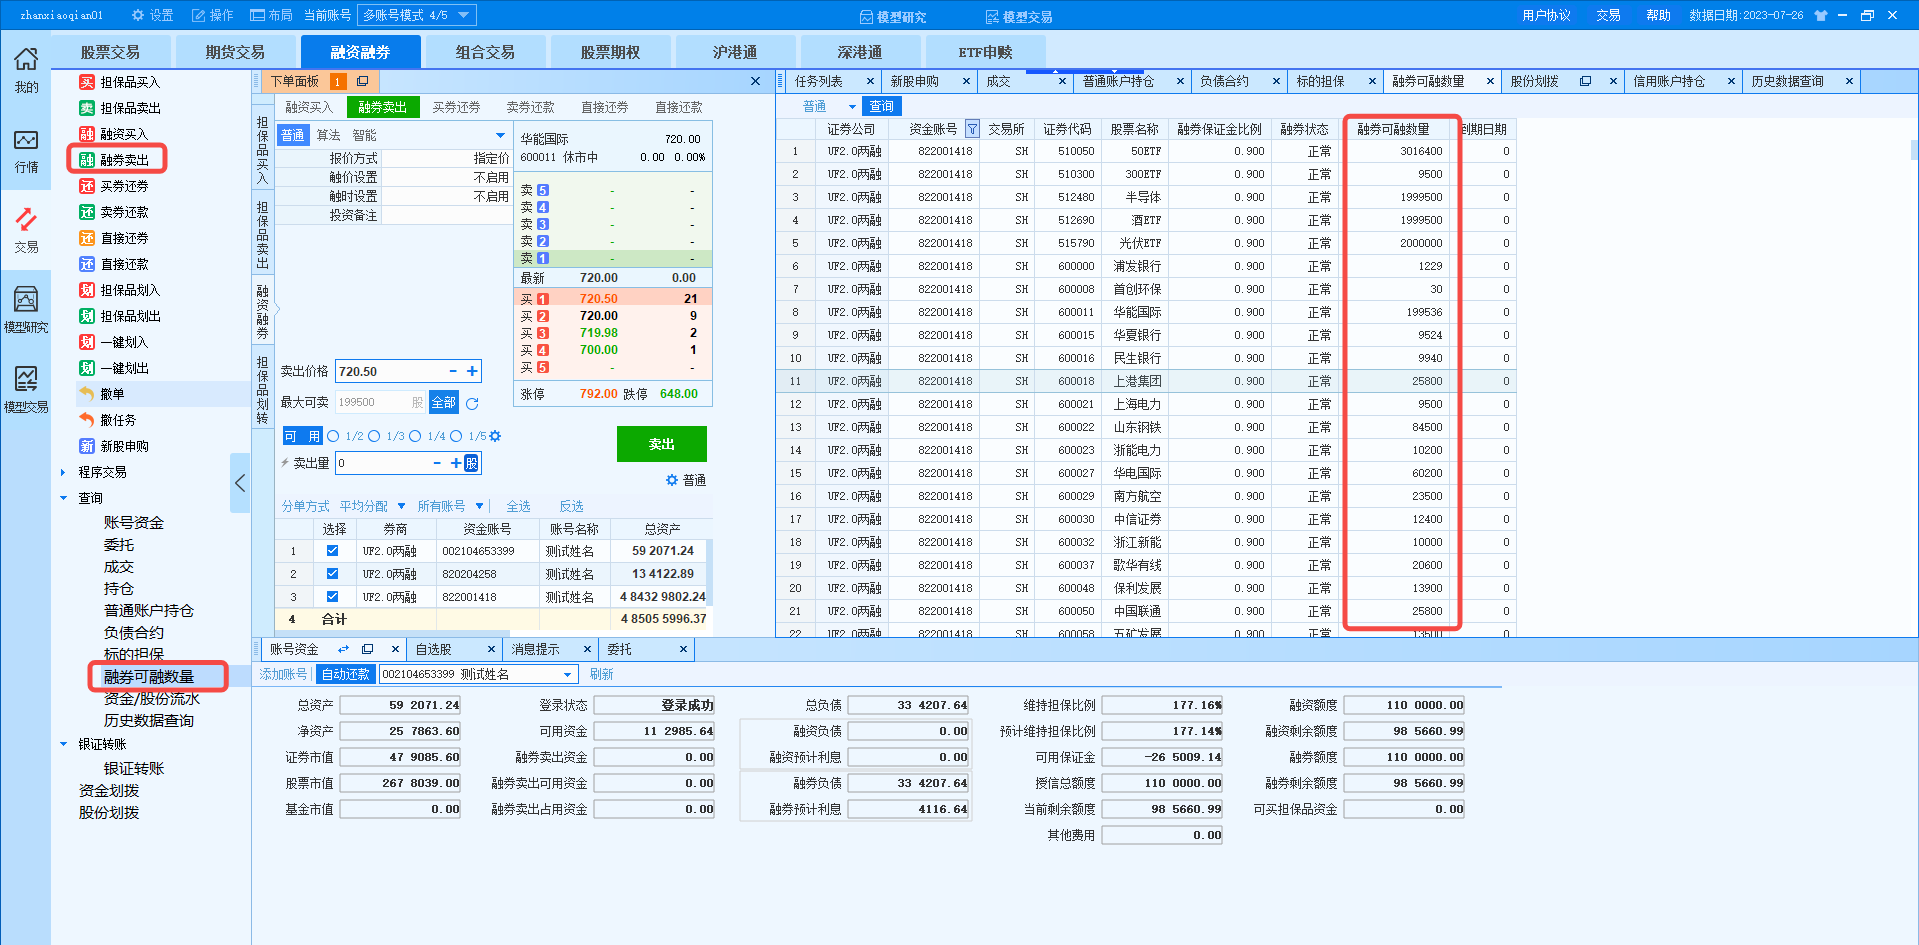 zhanxiaoqian01 设置 操作 布局 当前账号 多账号模式 4/5 模型研究 模型交易 用户协议 交易 帮助 数据日期:2023-07-26
股票交易 期货交易 融资融券 组合交易 股票期权 沪港通 深港通 ETF申赎
我的
行情
交易
模型研究
模型交易
买 担保品买入
卖 担保品卖出
融 融资买入
融 融券卖出
还 买券还券
还 卖券还款
还 直接还券
还 直接还款
划 担保品划入
划 担保品划出
划 一键划入
划 一键划出
撤单
撤任务
新 新股申购
程序交易
查询
账号资金
委托
成交
持仓
普通账户持仓
负债合约
标的担保
融券可融数量
资金/股份流水
历史数据查询
银证转账
银证转账
资金划拨
股份划拨
下单面板 1
担保品买入
担保品卖出
融资融券
担保品划转
融资买入 融券卖出 买券还券 卖券还款 直接还券 直接还款
普通 算法 智能
报价方式 指定价
触价设置 不启用
触时设置 不启用
投资备注
华能国际 720.00
600011 休市中 0.00 0.00%
卖 5 - -
卖 4 - -
卖 3 - -
卖 2 - -
卖 1 - -
最新 720.00 0.00
买 1 720.50 21
买 2 720.00 9
买 3 719.98 2
买 4 700.00 1
买 5 - -
涨停 792.00 跌停 648.00
卖出价格 720.50 - +
最大可卖 199500 股 全部
可 用 1/2 1/3 1/4 1/5
卖出量 0 - + 股
卖出
普通
分单方式 平均分配 所有账号 全选 反选
选择 券商 资金账号 账号名称 总资产
1 UF2.0两融 002104653399 测试姓名 59 2071.24
2 UF2.0两融 820204258 测试姓名 13 4122.89
3 UF2.0两融 822001418 测试姓名 4 8432 9802.24
4 合计 4 8505 5996.37
任务列表 新股申购 成交 普通账户持仓 负债合约 标的担保 融券可融数量 股份划拨 信用账户持仓 历史数据查询
普通 查询
证券公司 资金账号 交易所 证券代码 股票名称 融券保证金比例 融券状态 融券可融数量 到期日期
1 UF2.0两融 822001418 SH 510050 50ETF 0.900 正常 3016400 0
2 UF2.0两融 822001418 SH 510300 300ETF 0.900 正常 9500 0
3 UF2.0两融 822001418 SH 512480 半导体 0.900 正常 1999500 0
4 UF2.0两融 822001418 SH 512690 酒ETF 0.900 正常 1999500 0
5 UF2.0两融 822001418 SH 515790 光伏ETF 0.900 正常 2000000 0
6 UF2.0两融 822001418 SH 600000 浦发银行 0.900 正常 1229 0
7 UF2.0两融 822001418 SH 600008 首创环保 0.900 正常 30 0
8 UF2.0两融 822001418 SH 600011 华能国际 0.900 正常 199536 0
9 UF2.0两融 822001418 SH 600015 华夏银行 0.900 正常 9524 0
10 UF2.0两融 822001418 SH 600016 民生银行 0.900 正常 9940 0
11 UF2.0两融 822001418 SH 600018 上港集团 0.900 正常 25800 0
12 UF2.0两融 822001418 SH 600021 上海电力 0.900 正常 9500 0
13 UF2.0两融 822001418 SH 600022 山东钢铁 0.900 正常 84500 0
14 UF2.0两融 822001418 SH 600023 浙能电力 0.900 正常 10200 0
15 UF2.0两融 822001418 SH 600027 华电国际 0.900 正常 60200 0
16 UF2.0两融 822001418 SH 600029 南方航空 0.900 正常 23500 0
17 UF2.0两融 822001418 SH 600030 中信证券 0.900 正常 12400 0
18 UF2.0两融 822001418 SH 600032 浙江新能 0.900 正常 10000 0
19 UF2.0两融 822001418 SH 600037 歌华有线 0.900 正常 20600 0
20 UF2.0两融 822001418 SH 600048 保利发展 0.900 正常 13900 0
21 UF2.0两融 822001418 SH 600050 中国联通 0.900 正常 25800 0
22 UF2.0两融 822001418 SH 600058 五矿发展 0.900 正常 13500 0
账号资金 自选股 消息提示 委托
添加账号 自动还款 002104653399 测试姓名 刷新
总资产 59 2071.24 登录状态 登录成功 总负债 33 4207.64 维持担保比例 177.16% 融资额度 110 0000.00
净资产 25 7863.60 可用资金 11 2985.64 融资负债 0.00 预计维持担保比例 177.14% 融资剩余额度 98 5660.99
证券市值 47 9085.60 融券卖出资金 0.00 融资预计利息 0.00 可用保证金 -26 5009.14 融券额度 110 0000.00
股票市值 267 8039.00 融券卖出可用资金 0.00 融券负债 33 4207.64 授信总额度 110 0000.00 融券剩余额度 98 5660.99
基金市值 0.00 融券卖出占用资金 0.00 融券预计利息 4116.64 当前剩余额度 98 5660.99 可买担保品资金 0.00
其他费用 0.00